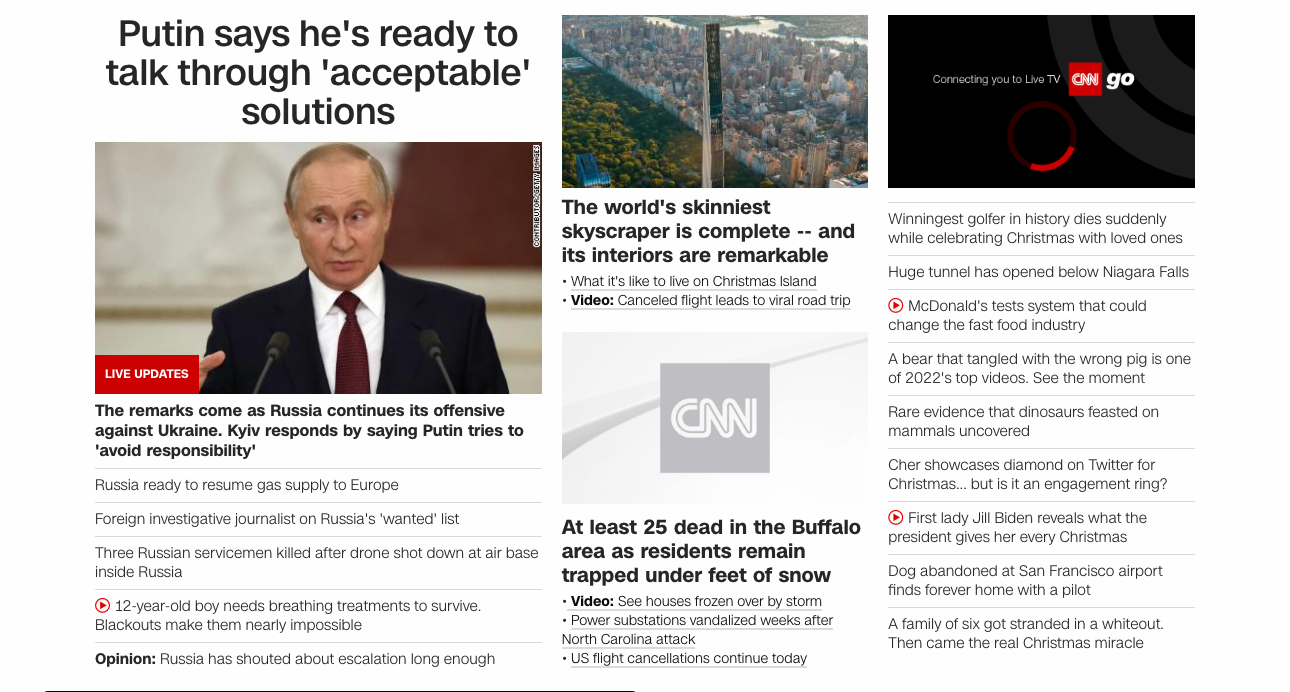 Putin says he's ready to
talk through 'acceptable'
solutions
CONTRIBUTOR/GETTY IMAGES
LIVE UPDATES
The remarks come as Russia continues its offensive
against Ukraine. Kyiv responds by saying Putin tries to
'avoid responsibility'
Russia ready to resume gas supply to Europe
Foreign investigative journalist on Russia's 'wanted' list
Three Russian servicemen killed after drone shot down at air base
inside Russia
12-year-old boy needs breathing treatments to survive.
Blackouts make them nearly impossible
Opinion: Russia has shouted about escalation long enough
The world's skinniest
skyscraper is complete -- and
its interiors are remarkable
• What it's like to live on Christmas Island
• Video: Canceled flight leads to viral road trip
CNN
At least 25 dead in the Buffalo
area as residents remain
trapped under feet of snow
• Video: See houses frozen over by storm
• Power substations vandalized weeks after
North Carolina attack
• US flight cancellations continue today
Connecting you to Live TV CNN go
Winningest golfer in history dies suddenly
while celebrating Christmas with loved ones
Huge tunnel has opened below Niagara Falls
McDonald's tests system that could
change the fast food industry
A bear that tangled with the wrong pig is one
of 2022's top videos. See the moment
Rare evidence that dinosaurs feasted on
mammals uncovered
Cher showcases diamond on Twitter for
Christmas... but is it an engagement ring?
First lady Jill Biden reveals what the
president gives her every Christmas
Dog abandoned at San Francisco airport
finds forever home with a pilot
A family of six got stranded in a whiteout.
Then came the real Christmas miracle